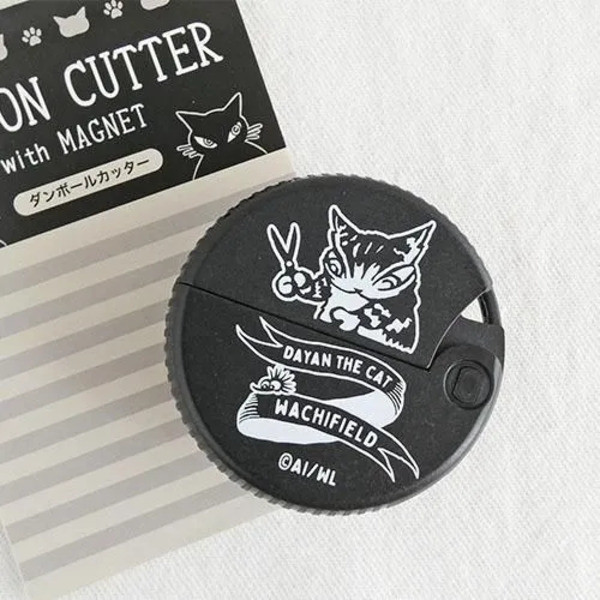 ON CUTTER
with MAGNET
ダンボールカッター
DAYAN THE CAT
WACHIFIELD
©AI/WL